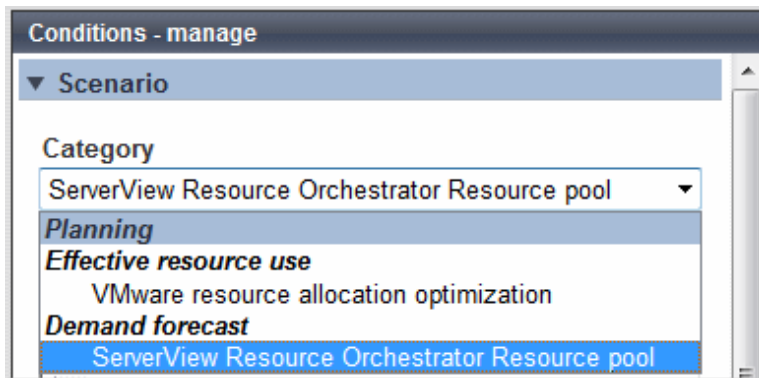 Conditions - manage
Scenario
Category
ServerView Resource Orchestrator Resource pool
Planning
Effective resource use
VMware resource allocation optimization
Demand forecast
ServerView Resource Orchestrator Resource pool